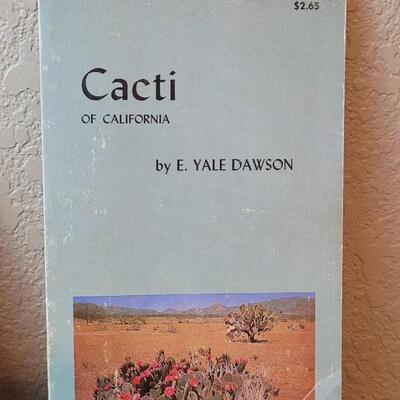 $2.65
Cacti
OF CALIFORNIA
by E. YALE DAWSON